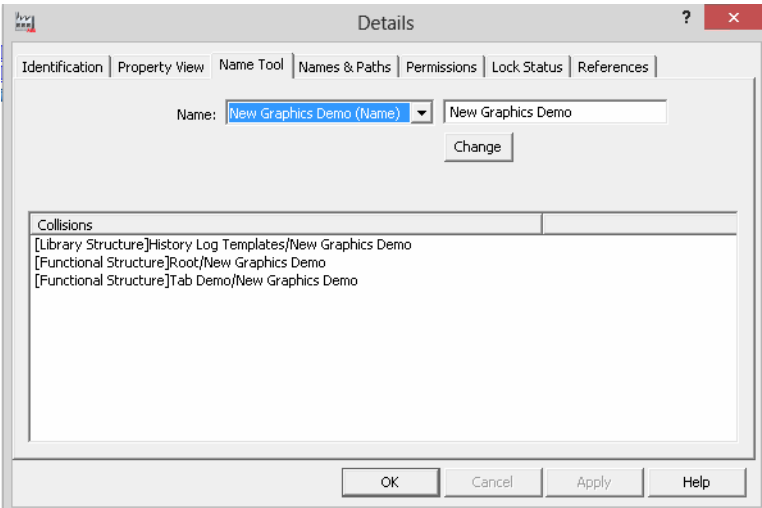 Details
?
Identification Property View Name Tool Names & Paths Permissions Lock Status References
Name: New Graphics Demo (Name) New Graphics Demo
Change
Collisions
[Library Structure]History Log Templates/New Graphics Demo
[Functional Structure]Root/New Graphics Demo
[Functional Structure]Tab Demo/New Graphics Demo
OK Cancel Apply Help